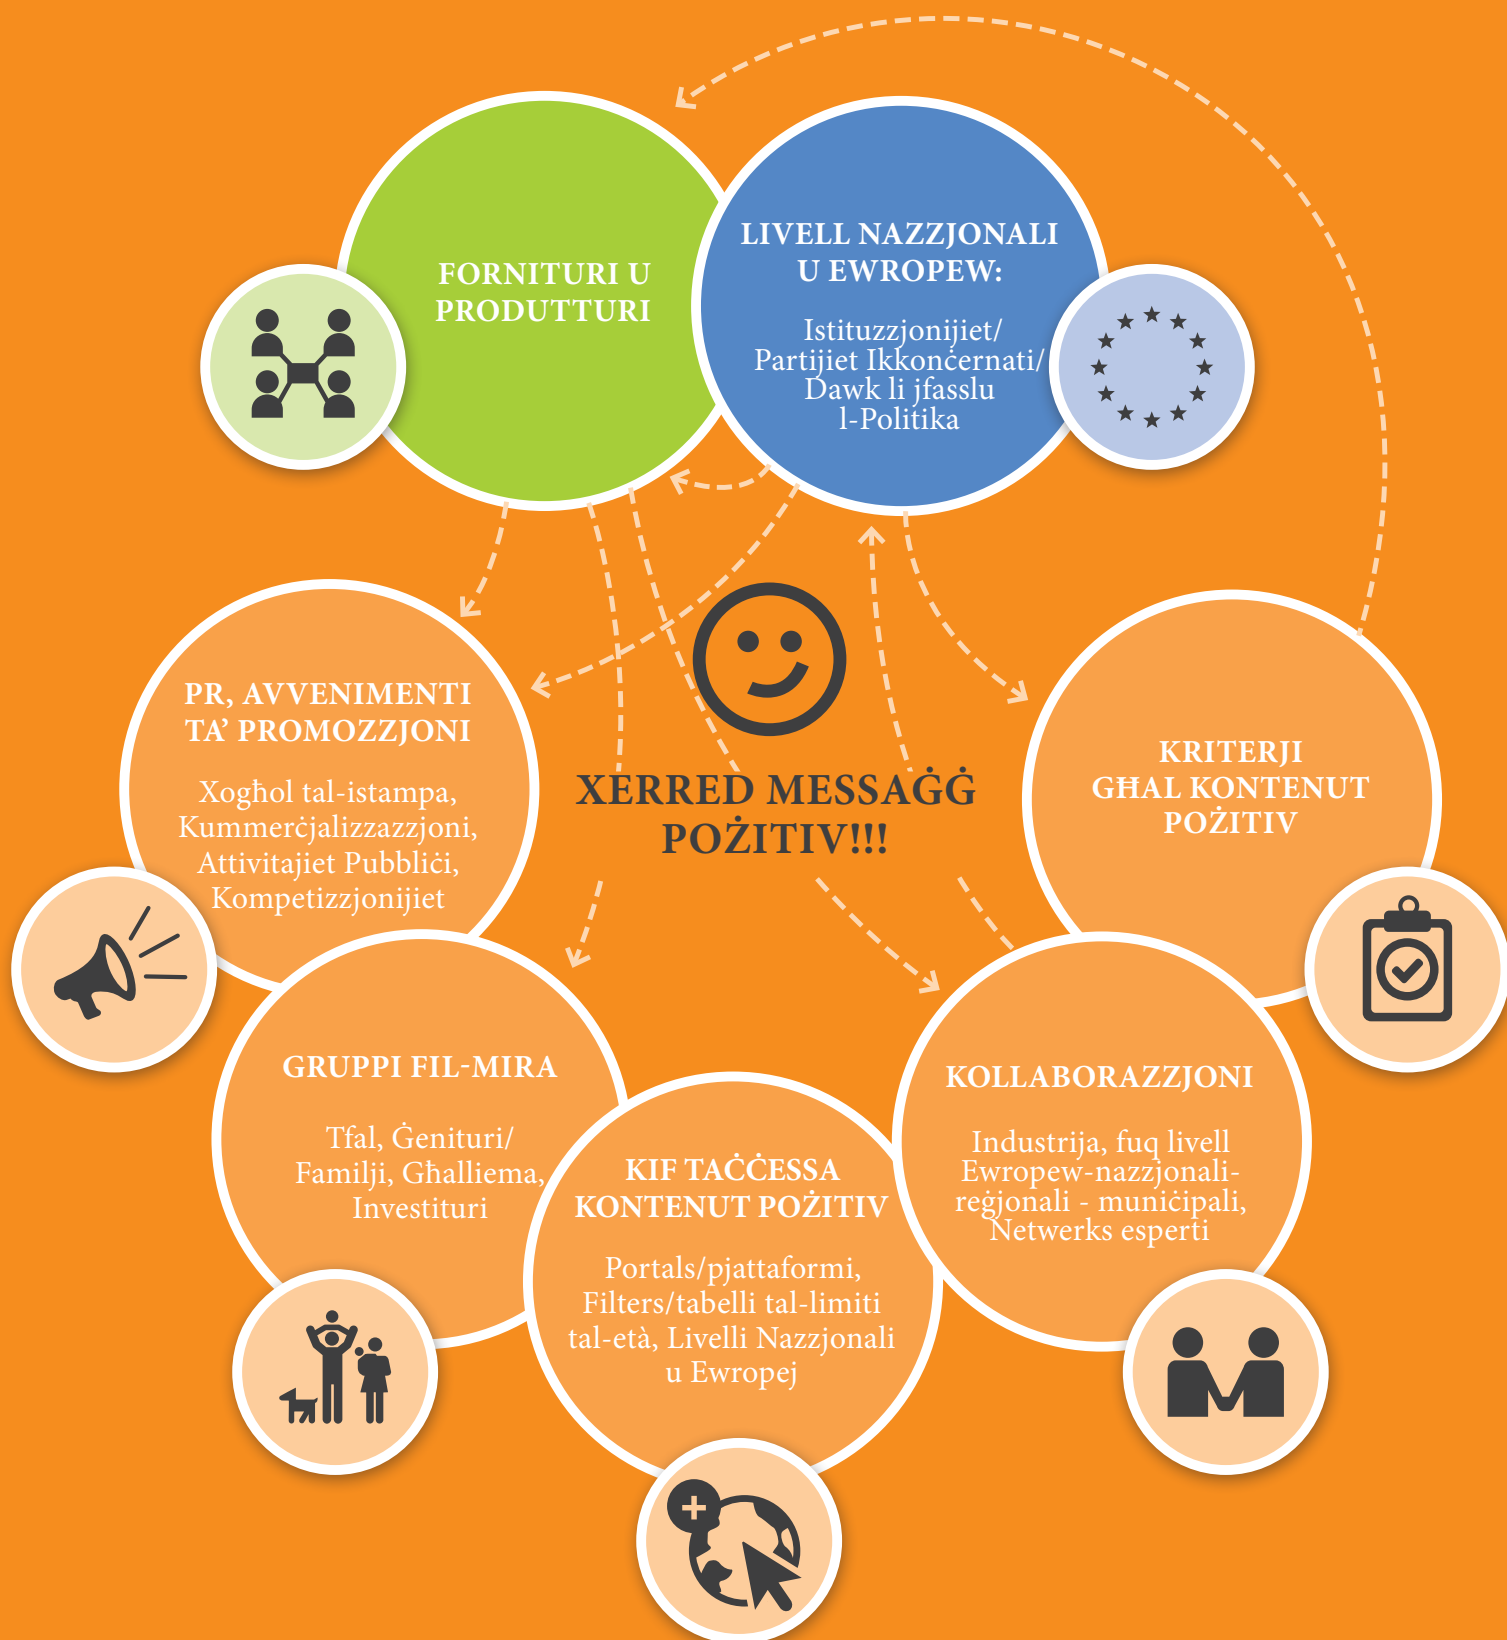 FORNITURI U
PRODUTTURI
LIVELL NAZZJONALI
U EWROPEW:
Istituzzjonijiet/
Partijiet Ikkonċernati/
Dawk li jfasslu
l-Politika
PR, AVVENIMENTI
TA’ PROMOZZJONI
Xogħol tal-istampa,
Kummerċjalizzazzjoni,
Attivitajiet Pubbliċi,
Kompetizzjonijiet
XERRED MESSAĠĠ
POŻITIV!!!
KRITERJI
GĦAL KONTENUT
POŻITIV
GRUPPI FIL-MIRA
Tfal, Ġenituri/
Familji, Għalliema,
Investituri
KIF TAĊĊESSA
KONTENUT POŻITIV
Portals/pjattaformi,
Filters/tabelli tal-limiti
tal-età, Livelli Nazzjonali
u Ewropej
KOLLABORAZZJONI
Industrija, fuq livell
Ewropew-nazzjonali-
reġjonali - muniċipali,
Netwerks esperti